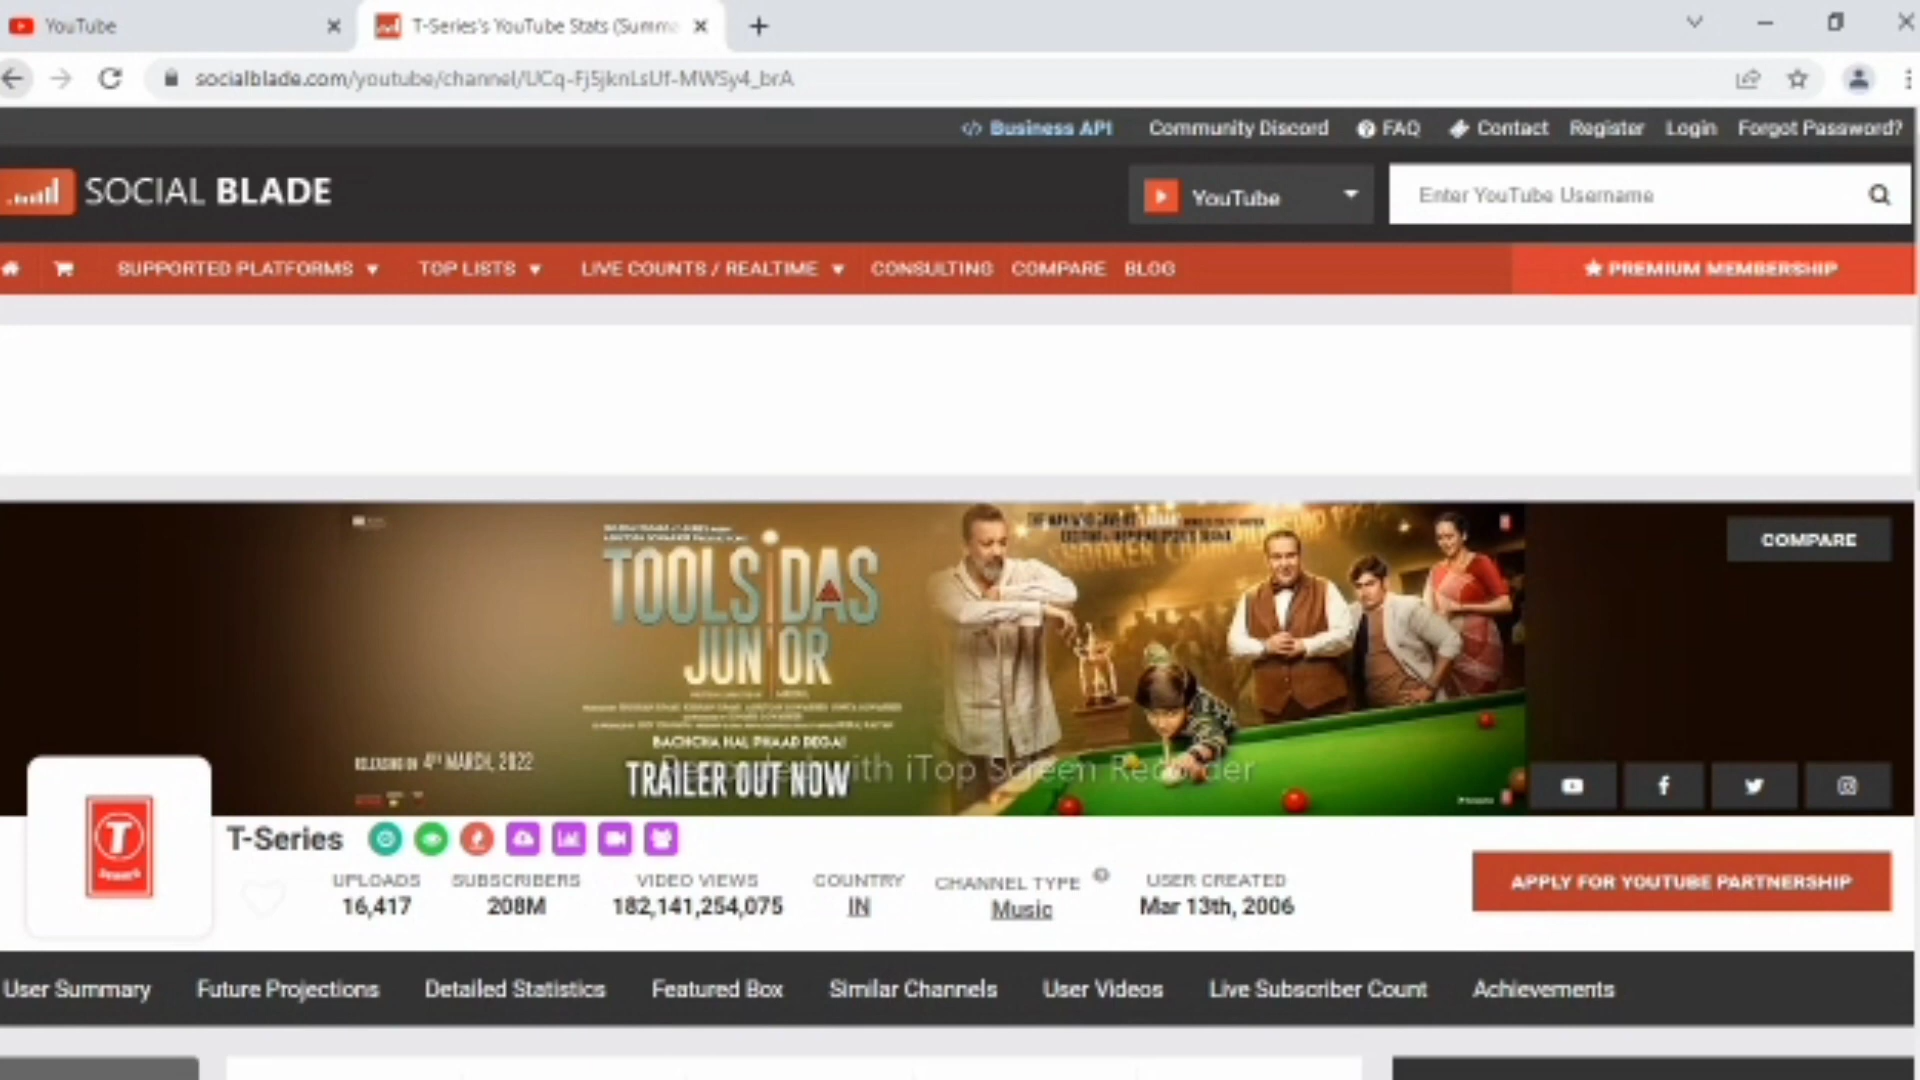 YouTube
T-Series's YouTube Stats (Summa
socialblade.com/youtube/channel/UCq-Fj5jknLsUf-MWSy4_brA
</> Business API Community Discord FAQ Contact Register Login Forgot Password?
SOCIAL BLADE
YouTube
Enter YouTube Username
SUPPORTED PLATFORMS TOP LISTS LIVE COUNTS / REALTIME CONSULTING COMPARE BLOG PREMIUM MEMBERSHIP
COMPARE
TOOLSIDAS
JUNIOR
BACHCHA HAI, PHAAD DEGA!
RELEASING ON 4TH MARCH, 2022
TRAILER OUT NOW
Recorded with iTop Screen Recorder
T-Series
UPLOADS SUBSCRIBERS VIDEO VIEWS COUNTRY CHANNEL TYPE USER CREATED
16,417 208M 182,141,254,075 IN Music Mar 13th, 2006
APPLY FOR YOUTUBE PARTNERSHIP
User Summary Future Projections Detailed Statistics Featured Box Similar Channels User Videos Live Subscriber Count Achievements